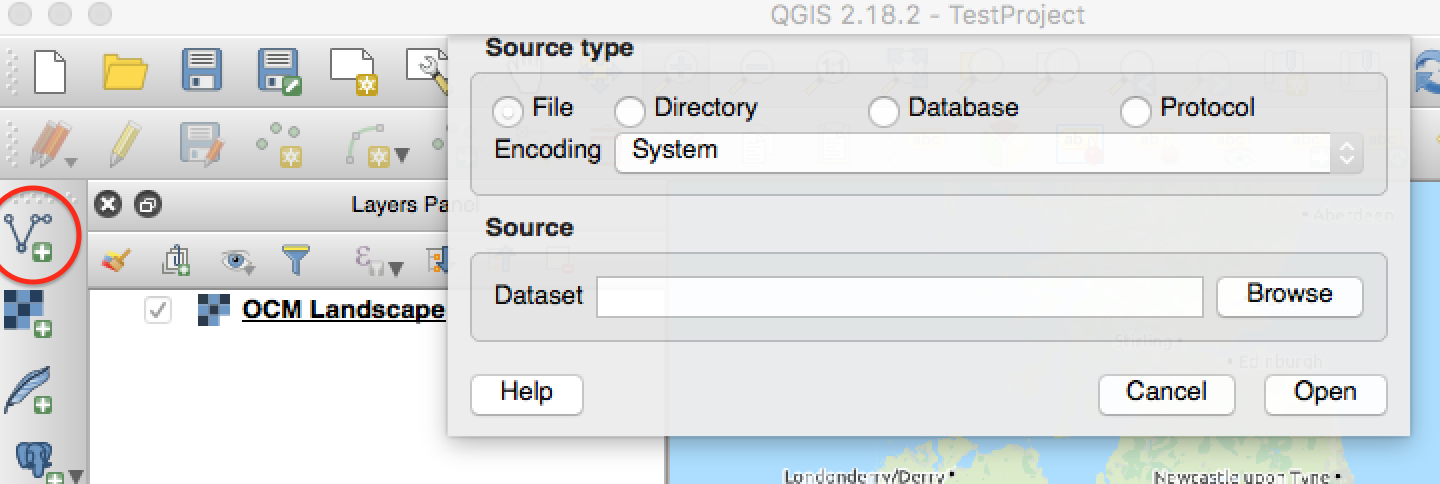 QGIS 2.18.2 - TestProject
Source type
File Directory Database Protocol
Encoding System
Layers Panel
Source
Aberdeen
Dataset Browse
OCM Landscape
Stirling
Edinburgh
Help Cancel Open
Londonderry/Derry Newcastle upon Tyne